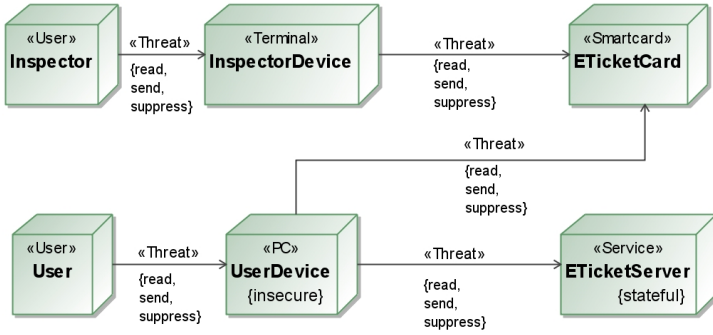 «User»
Inspector
«Threat»
{read,
send,
suppress}
«Terminal»
InspectorDevice
«Threat»
{read,
send,
suppress}
«Smartcard»
ETicketCard
«Threat»
{read,
send,
suppress}
«User»
User
«Threat»
{read,
send,
suppress}
«PC»
UserDevice
{insecure}
«Threat»
{read,
send,
suppress}
«Service»
ETicketServer
{stateful}